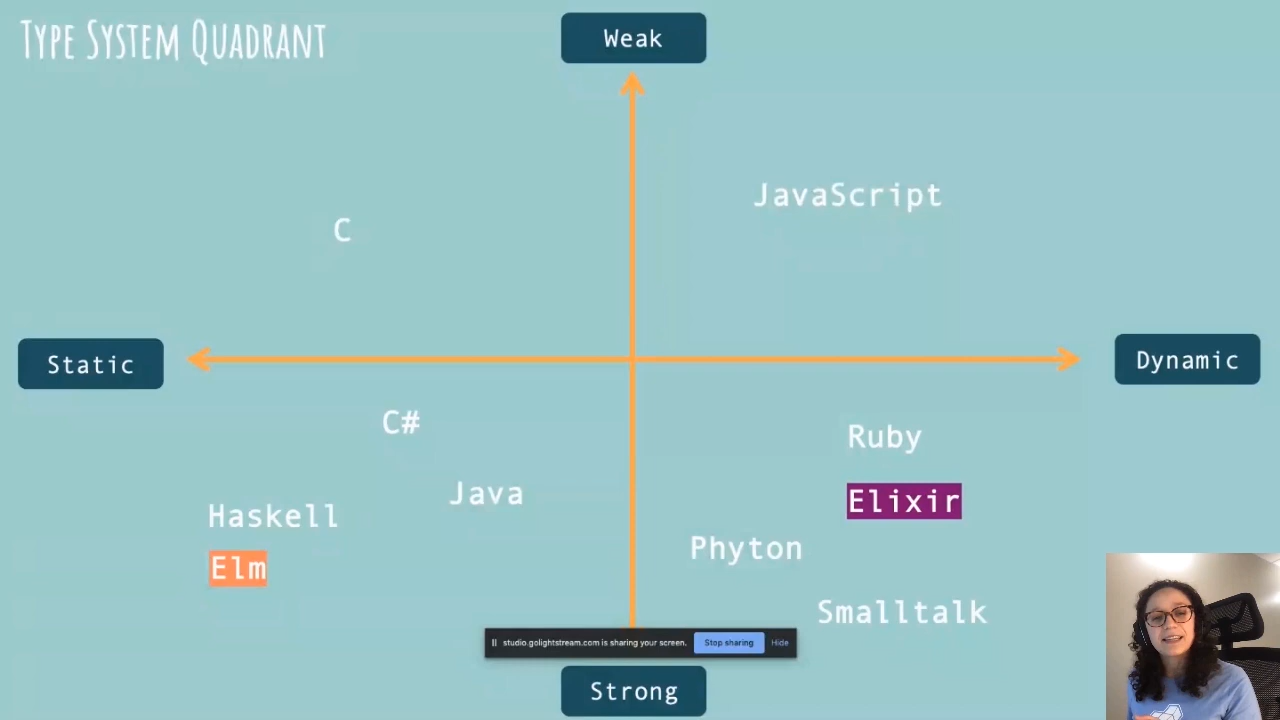 TYPE SYSTEM QUADRANT
Weak
JavaScript
C
Static
Dynamic
C#
Ruby
Java
Elixir
Haskell
Phyton
Elm
Smalltalk
studio.golightstream.com is sharing your screen. Stop sharing Hide
Strong